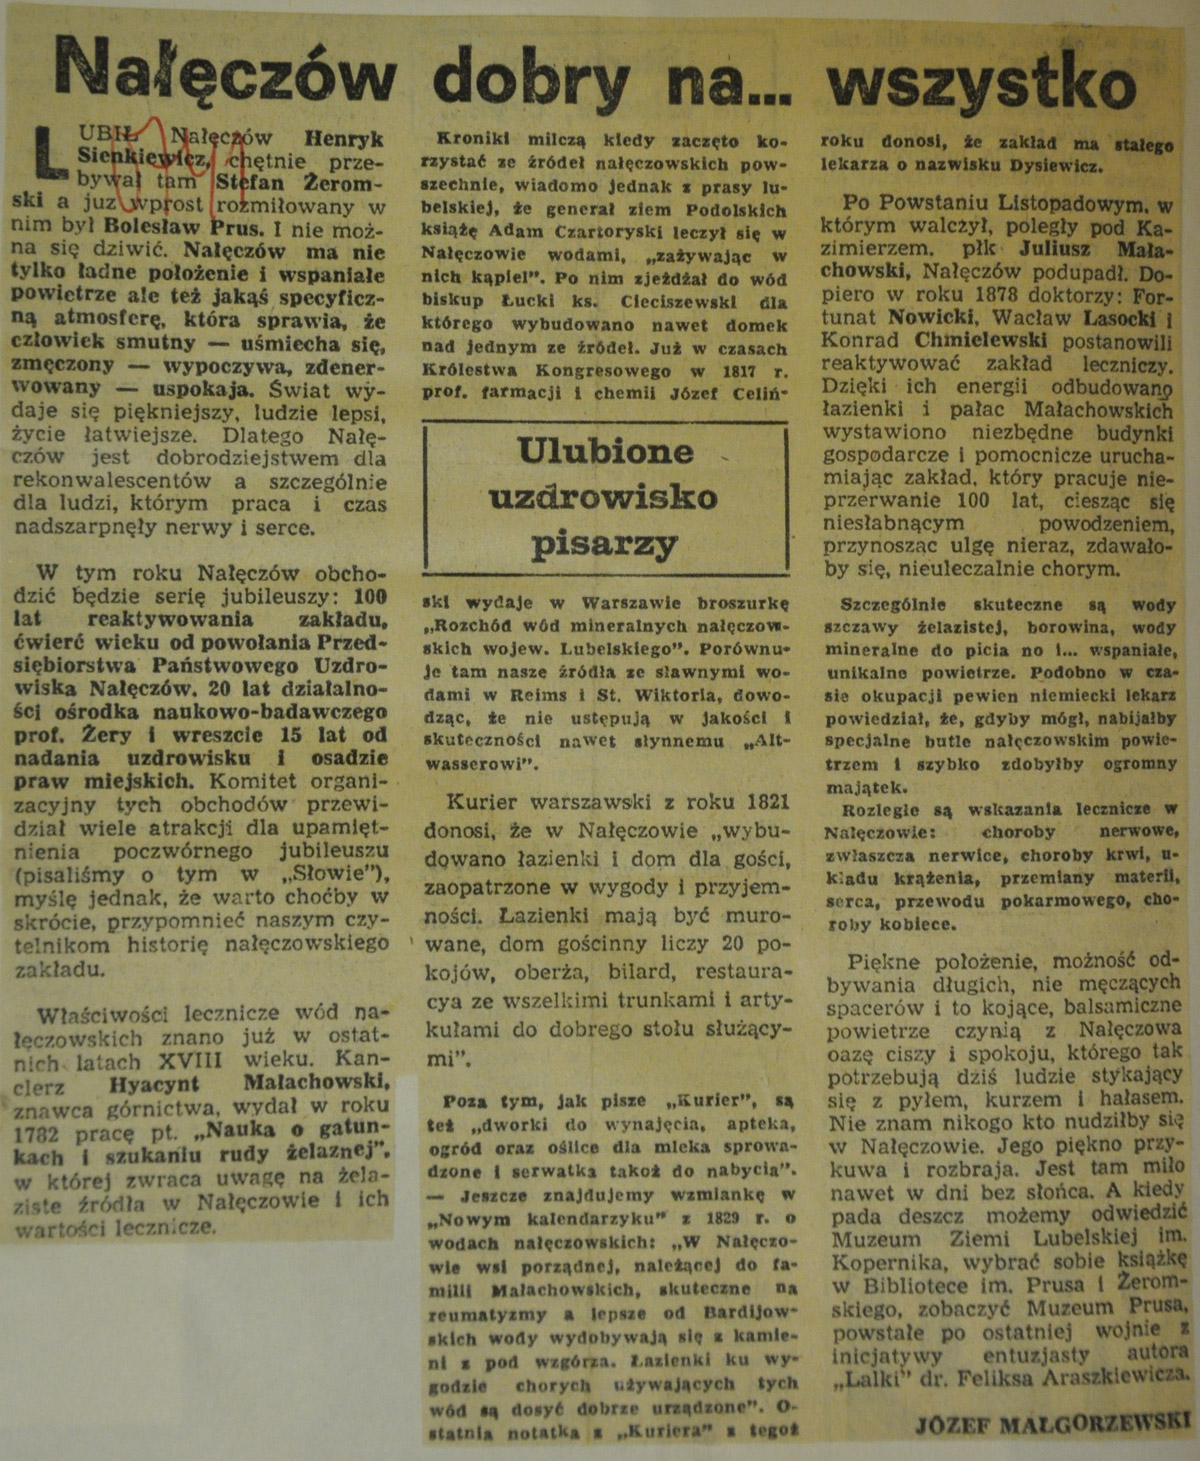 Nałęczów dobry na... wszystko
LUBIŁ Nałęczów Henryk
Sienkiewicz, chętnie prze-
bywał tam Stefan Żerom-
ski a już wprost rozmiłowany w
nim był Bolesław Prus. I nie moż-
na się dziwić. Nałęczów ma nie
tylko ładne położenie i wspaniałe
powietrze ale też jakąś specyficz-
ną atmosferę, która sprawia, że
człowiek smutny — uśmiecha się,
zmęczony — wypoczywa, zdener-
wowany — uspokaja. Świat wy-
daje się piękniejszy, ludzie lepsi,
życie łatwiejsze. Dlatego Nałę-
czów jest dobrodziejstwem dla
rekonwalescentów a szczególnie
dla ludzi, którym praca i czas
nadszarpnęły nerwy i serce.
W tym roku Nałęczów obcho-
dzić będzie serię jubileuszy: 100
lat reaktywowania zakładu,
ćwierć wieku od powołania Przed-
siębiorstwa Państwowego Uzdro-
wiska Nałęczów, 20 lat działalno-
ści ośrodka naukowo-badawczego
prof. Żery i wreszcie 15 lat od
nadania uzdrowisku i osadzie
praw miejskich. Komitet organi-
zacyjny tych obchodów przewi-
dział wiele atrakcji dla upamięt-
nienia poczwórnego jubileuszu
(pisaliśmy o tym w „Słowie"),
myślę jednak, że warto choćby w
skrócie, przypomnieć naszym czy-
telnikom historię nałęczowskiego
zakładu.
Właściwości lecznicze wód na-
łęczowskich znano już w ostat-
nich latach XVIII wieku. Kan-
clerz Hyacynt Małachowski,
znawca górnictwa, wydał w roku
1782 pracę pt. „Nauka o gatun-
kach i szukaniu rudy żelaznej",
w której zwraca uwagę na żela-
ziste źródła w Nałęczowie i ich
wartości lecznicze.
Kroniki milczą kiedy zaczęto ko-
rzystać ze źródeł nałęczowskich pow-
szechnie, wiadomo jednak z prasy lu-
belskiej, że generał ziem Podolskich
książę Adam Czartoryski leczył się w
Nałęczowie wodami, „zażywając w
nich kąpiel". Po nim zjeżdżał do wód
biskup Łucki ks. Cieciszewski dla
którego wybudowano nawet domek
nad jednym ze źródeł. Już w czasach
Królestwa Kongresowego w 1817 r.
prof. farmacji i chemii Józef Celiń-
Ulubione
uzdrowisko
pisarzy
ski wydaje w Warszawie broszurkę
„Rozchód wód mineralnych nałęczow-
skich wojew. Lubelskiego". Porównu-
je tam nasze źródła ze sławnymi wo-
dami w Reims i St. Wiktoria, dowo-
dząc, że nie ustępują w jakości i
skuteczności nawet słynnemu „Alt-
wasserowi".
Kurier warszawski z roku 1821
donosi, że w Nałęczowie „wybu-
dowano łazienki i dom dla gości,
zaopatrzone w wygody i przyjem-
ności. Łazienki mają być muro-
wane, dom gościnny liczy 20 po-
kojów, oberża, bilard, restaura-
cya ze wszelkimi trunkami i arty-
kułami do dobrego stołu służący-
mi".
Poza tym, jak pisze „Kurier", są
też „dworki do wynajęcia, apteka,
ogród oraz oślice dla mleka sprowa-
dzone i serwatka takoż do nabycia".
— Jeszcze znajdujemy wzmiankę w
„Nowym kalendarzyku" z 1829 r. o
wodach nałęczowskich: „W Nałęczo-
wie wsi porządnej, należącej do fa-
milii Małachowskich, skuteczne na
reumatyzmy a lepsze od Bardijow-
skich wody wydobywają się z kamie-
ni z pod wzgórza. Łazienki ku wy-
godzie chorych używających tych
wód są dosyć dobrze urządzone". O-
statnia notatka z „Kuriera" z tegoż
roku donosi, że zakład ma stałego
lekarza o nazwisku Dysiewicz.
Po Powstaniu Listopadowym, w
którym walczył, poległy pod Ka-
zimierzem, płk Juliusz Mała-
chowski, Nałęczów podupadł. Do-
piero w roku 1878 doktorzy: For-
tunat Nowicki, Wacław Lasocki i
Konrad Chmielewski postanowili
reaktywować zakład leczniczy.
Dzięki ich energii odbudowano
łazienki i pałac Małachowskich
wystawiono niezbędne budynki
gospodarcze i pomocnicze urucha-
miając zakład, który pracuje nie-
przerwanie 100 lat, ciesząc się
niesłabnącym powodzeniem,
przynosząc ulgę nieraz, zdawało-
by się, nieuleczalnie chorym.
Szczególnie skuteczne są wody
szczawy żelazistej, borowina, wody
mineralne do picia no i... wspaniałe,
unikalne powietrze. Podobno w cza-
sie okupacji pewien niemiecki lekarz
powiedział, że, gdyby mógł, nabijałby
specjalne butle nałęczowskim powie-
trzem i szybko zdobyłby ogromny
majątek.
Rozległe są wskazania lecznicze w
Nałęczowie: choroby nerwowe,
zwłaszcza nerwice, choroby krwi, u-
kładu krążenia, przemiany materii,
serca, przewodu pokarmowego, cho-
roby kobiece.
Piękne położenie, możność od-
bywania długich, nie męczących
spacerów i to kojące, balsamiczne
powietrze czynią z Nałęczowa
oazę ciszy i spokoju, którego tak
potrzebują dziś ludzie stykający
się z pyłem, kurzem i hałasem.
Nie znam nikogo kto nudziłby się
w Nałęczowie. Jego piękno przy-
kuwa i rozbraja. Jest tam miło
nawet w dni bez słońca. A kiedy
pada deszcz możemy odwiedzić
Muzeum Ziemi Lubelskiej im.
Kopernika, wybrać sobie książkę
w Bibliotece im. Prusa i Żerom-
skiego, zobaczyć Muzeum Prusa,
powstałe po ostatniej wojnie z
inicjatywy entuzjasty autora
„Lalki" dr. Feliksa Araszkiewicza.
JÓZEF MAŁGORZEWSKI